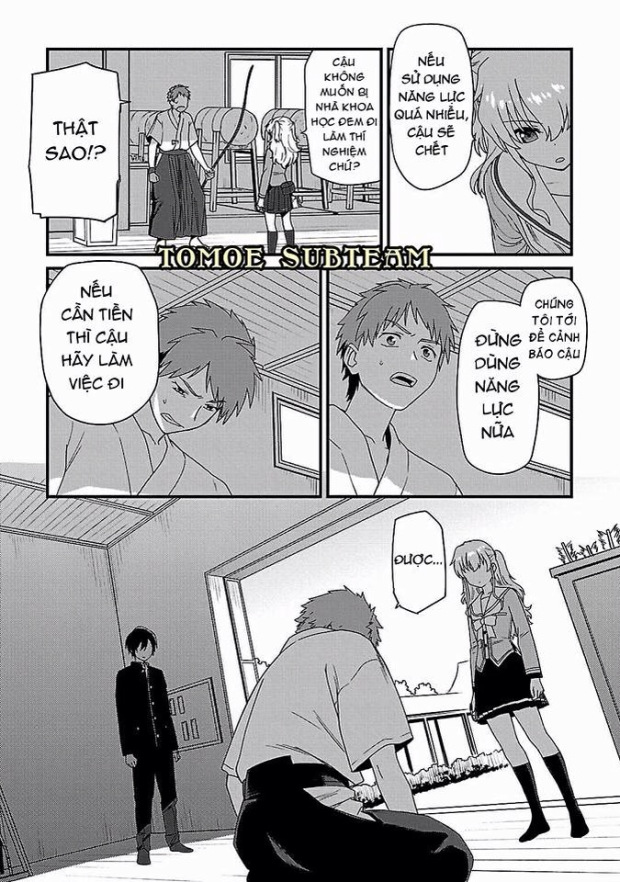 NẾU
SỬ DỤNG
NĂNG LỰC
QUÁ NHIỀU,
CẬU SẼ
CHẾT
CẬU
KHÔNG
MUỐN BỊ
NHÀ KHOA
HỌC ĐEM ĐI
LÀM THÍ
NGHIỆM
CHỨ?
THẬT
SAO!?
TOMOE SUBTEAM
CHÚNG
TÔI TỚI
ĐỂ CẢNH
BÁO CẬU
ĐỪNG
DÙNG
NĂNG
LỰC
NỮA
NẾU
CẦN TIỀN
THÌ CẬU
HÃY LÀM
VIỆC ĐI
ĐƯỢC...